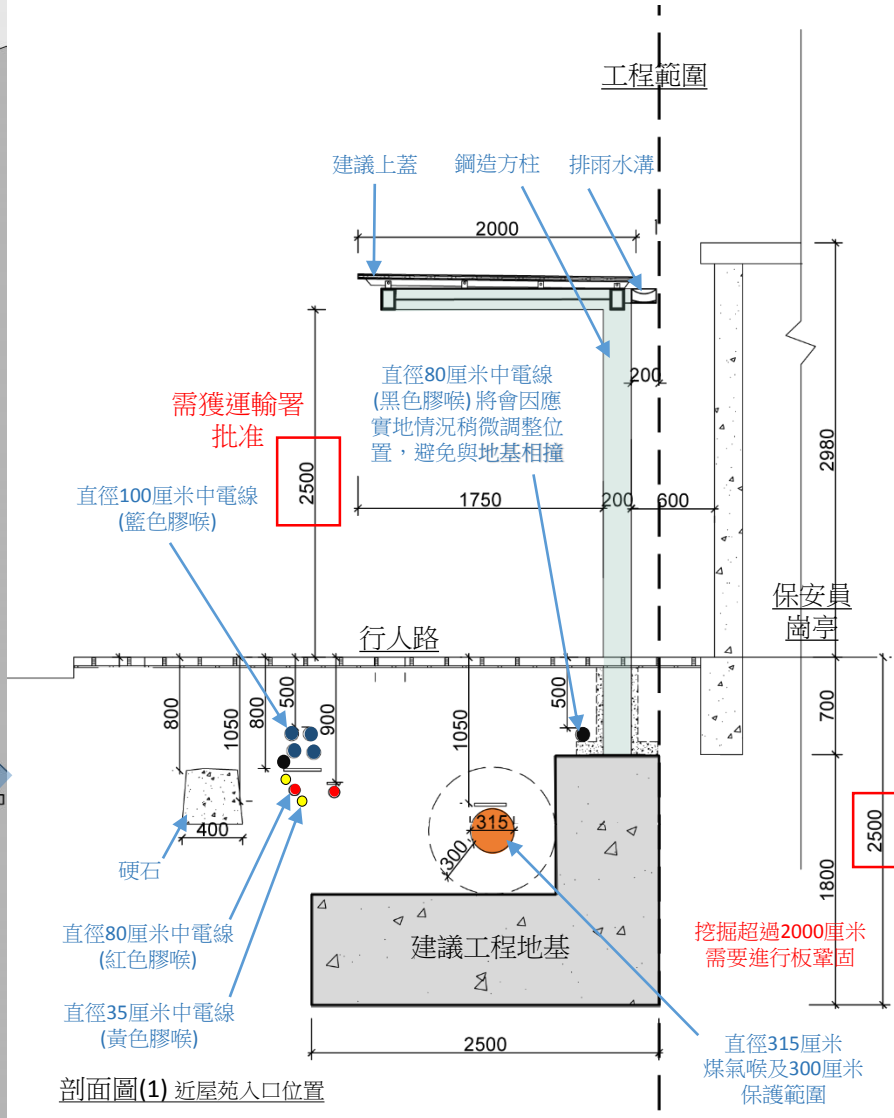 工程範圍
建議上蓋
鋼造方柱
排雨水溝
2000
200
直徑80厘米中電線
(黑色膠喉) 將會因應
實地情況稍微調整位
置，避免與地基相撞
需獲運輸署
批准
2500
2980
直徑100厘米中電線
(籃色膠喉)
1750
200
600
保安員
崗亭
行人路
800
1050
800
500
900
1050
500
700
400
315
300
2500
1800
硬石
直徑80厘米中電線
(紅色膠喉)
建議工程地基
挖掘超過2000厘米
需要進行板鞏固
直徑35厘米中電線
(黃色膠喉)
2500
直徑315厘米
煤氣喉及300厘米
保護範圍
剖面圖(1) 近屋苑入口位置